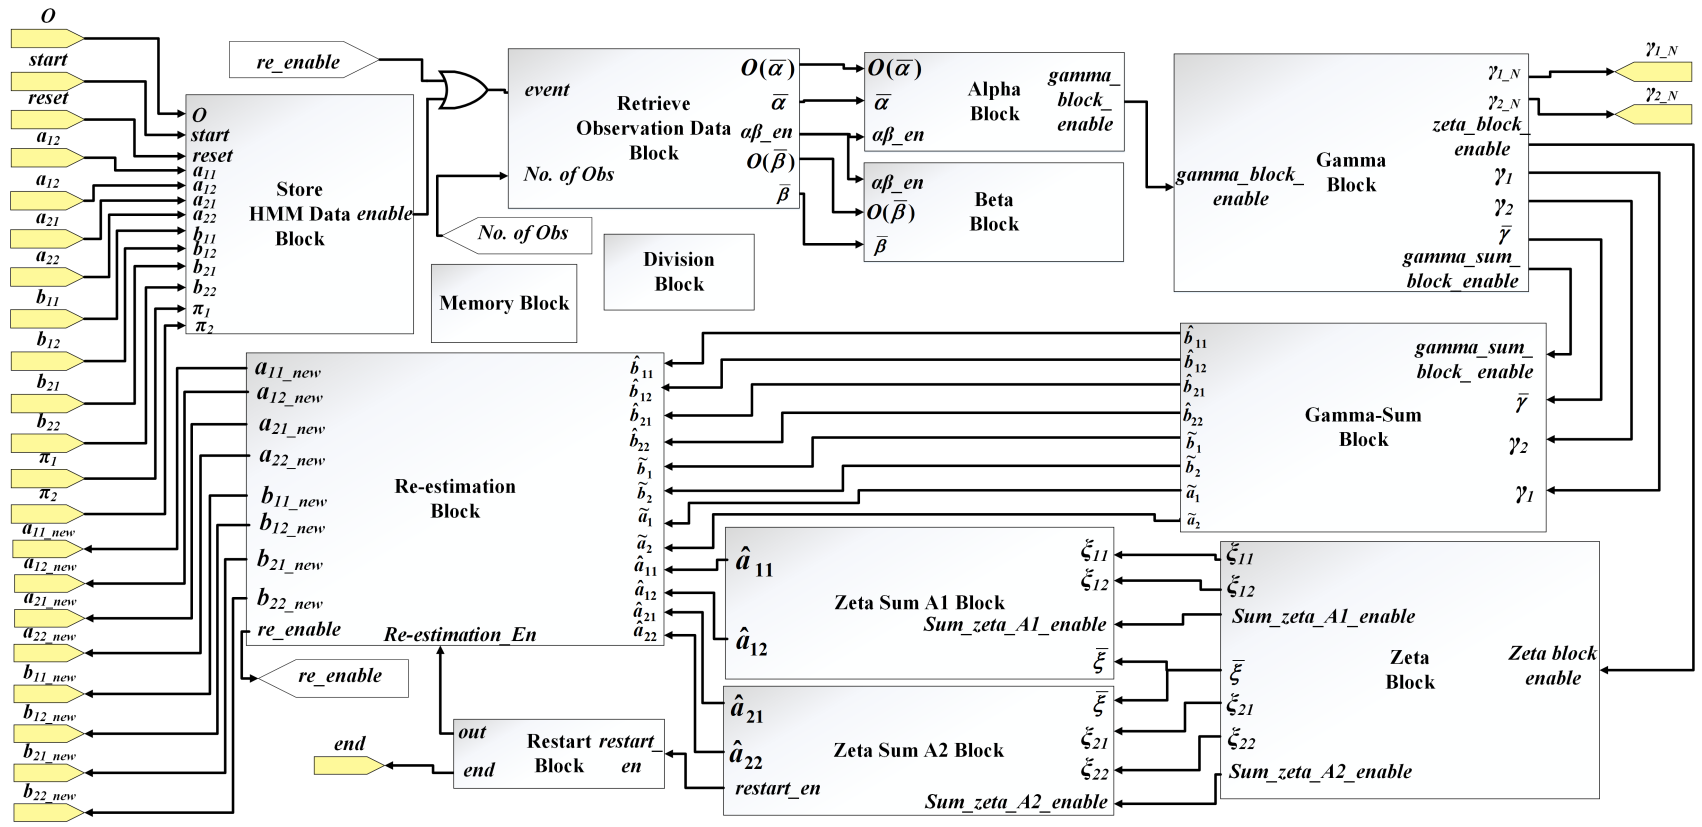 O
start
reset
a12
a12
a21
a22
b11
b12
b21
b22
π1
π2
a11_new
a12_new
a21_new
a22_new
b11_new
b12_new
b21_new
b22_new
re_enable
O
start
reset
a11
a12
a21
a22
b11
b12
b21
b22
π1
π2
Store
HMM Data
Block
enable
event
No. of Obs
Retrieve
Observation Data
Block
O(α̅)
α̅
αβ_en
O(β̅)
β̅
No. of Obs
Memory Block
Division
Block
O(α̅)
α̅
αβ_en
Alpha
Block
gamma_
block_
enable
αβ_en
O(β̅)
β̅
Beta
Block
gamma_block_
enable
Gamma
Block
γ1_N
γ2_N
zeta_block_
enable
γ1
γ2
γ̅
gamma_sum_
block_enable
γ1_N
γ2_N
b̂11
b̂12
b̂21
b̂22
b̃1
b̃2
ã1
ã2
Gamma-Sum
Block
gamma_sum_
block_ enable
γ̅
γ2
γ1
a11_new
a12_new
a21_new
a22_new
b11_new
b12_new
b21_new
b22_new
re_enable
Re-estimation
Block
Re-estimation_En
b̂11
b̂12
b̂21
b̂22
b̃1
b̃2
ã1
ã2
â11
â12
â21
â22
re_enable
â11
â12
Zeta Sum A1 Block
ξ11
ξ12
Sum_zeta_A1_enable
ξ̅
â21
â22
restart_en
Zeta Sum A2 Block
ξ̅
ξ21
ξ22
Sum_zeta_A2_enable
ξ11
ξ12
Sum_zeta_A1_enable
ξ̅
ξ21
ξ22
Sum_zeta_A2_enable
Zeta
Block
Zeta block
enable
end
out
end
Restart
Block
restart_
en